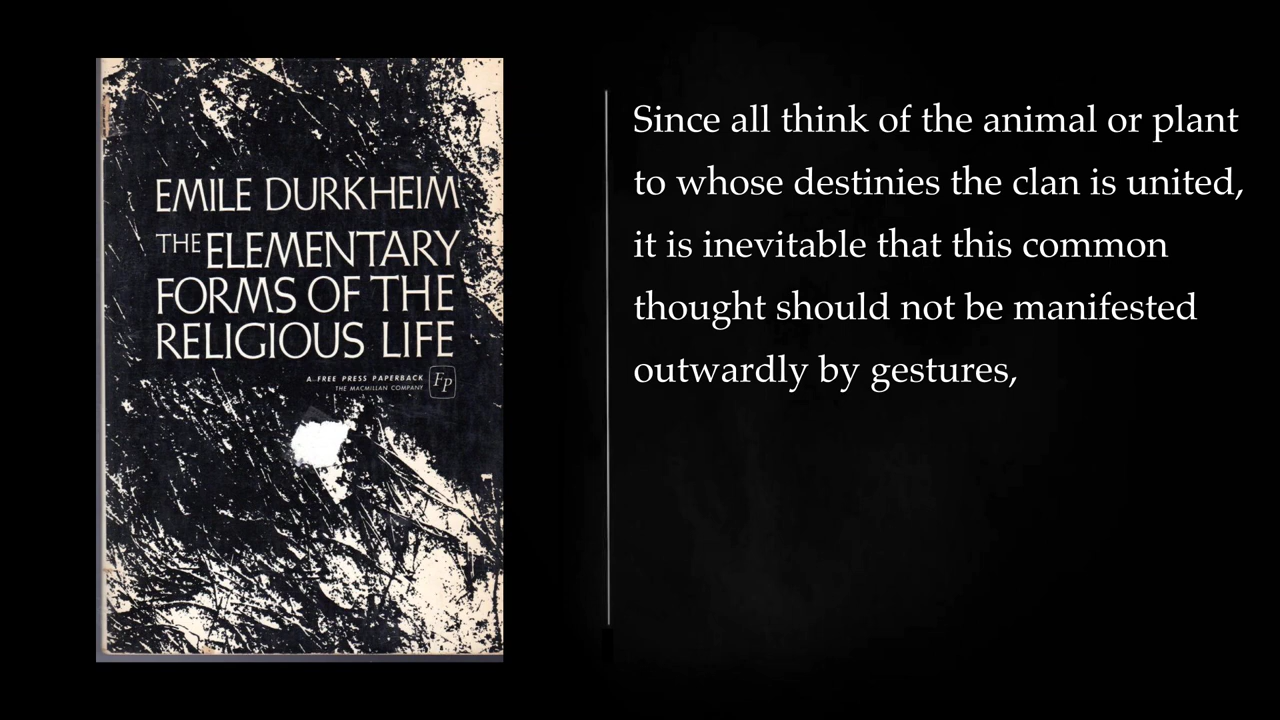 EMILE DURKHEIM
THE ELEMENTARY
FORMS OF THE
RELIGIOUS LIFE
A FREE PRESS PAPERBACK
THE MACMILLAN COMPANY
FP
Since all think of the animal or plant
to whose destinies the clan is united,
it is inevitable that this common
thought should not be manifested
outwardly by gestures,